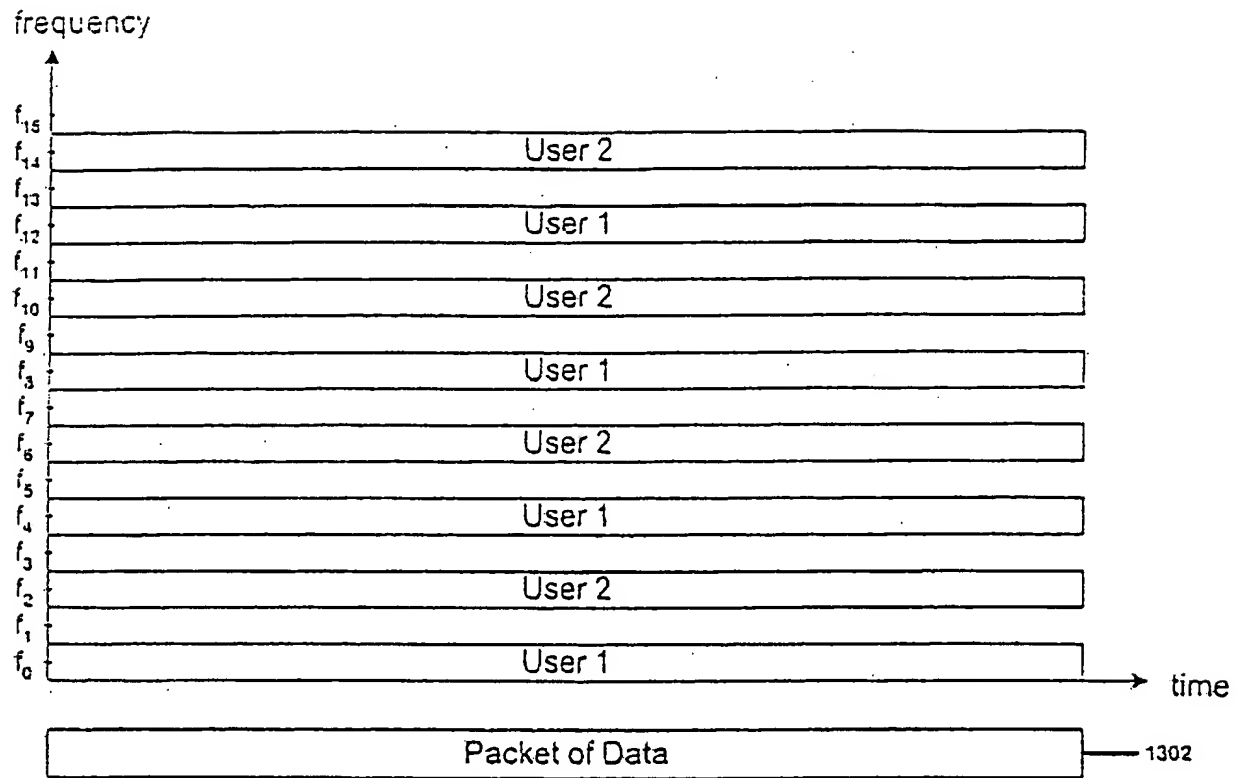 frequency
f15
f14 User 2
f13
f12 User 1
f11
f10 User 2
f9
f3 User 1
f7
f6 User 2
f5
f4 User 1
f3
f2 User 2
f1
f0 User 1
time
Packet of Data 1302